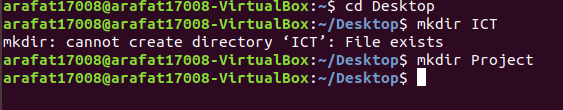 arafat17008@arafat17008-VirtualBox:~$ cd Desktop
arafat17008@arafat17008-VirtualBox:~/Desktop$ mkdir ICT
mkdir: cannot create directory ‘ICT’: File exists
arafat17008@arafat17008-VirtualBox:~/Desktop$ mkdir Project
arafat17008@arafat17008-VirtualBox:~/Desktop$